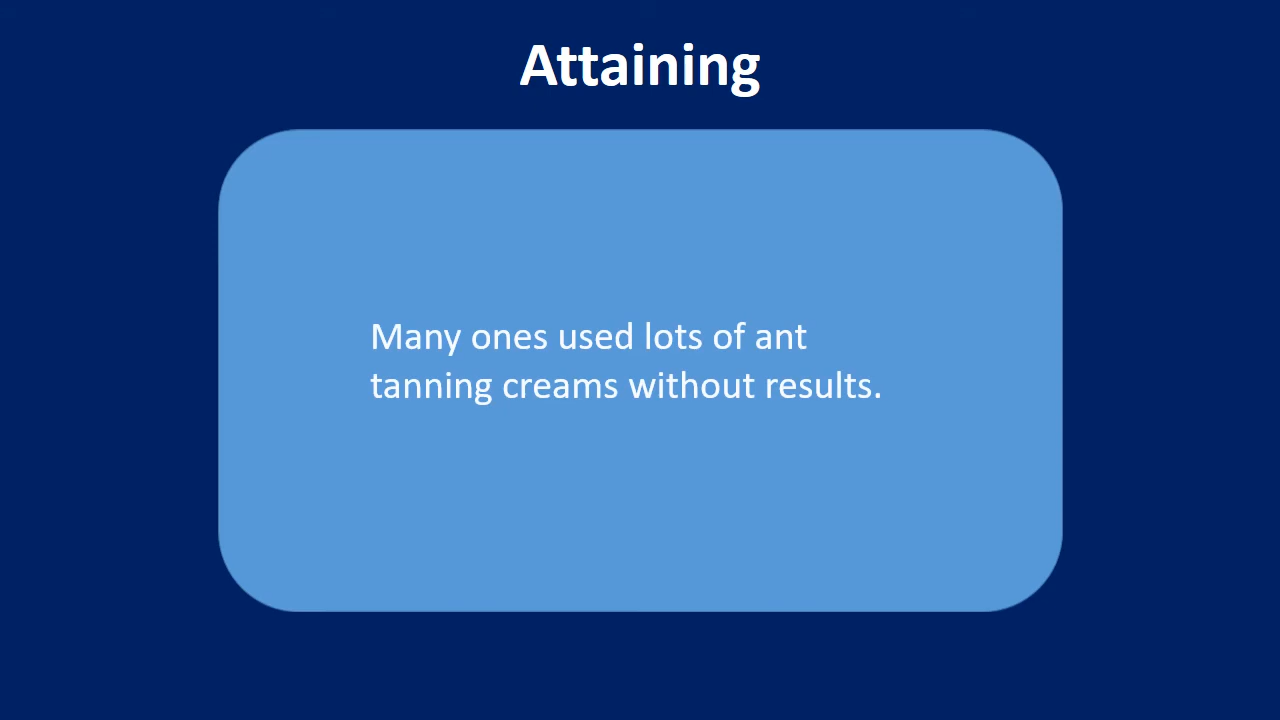 Attaining
Many ones used lots of ant
tanning creams without results.